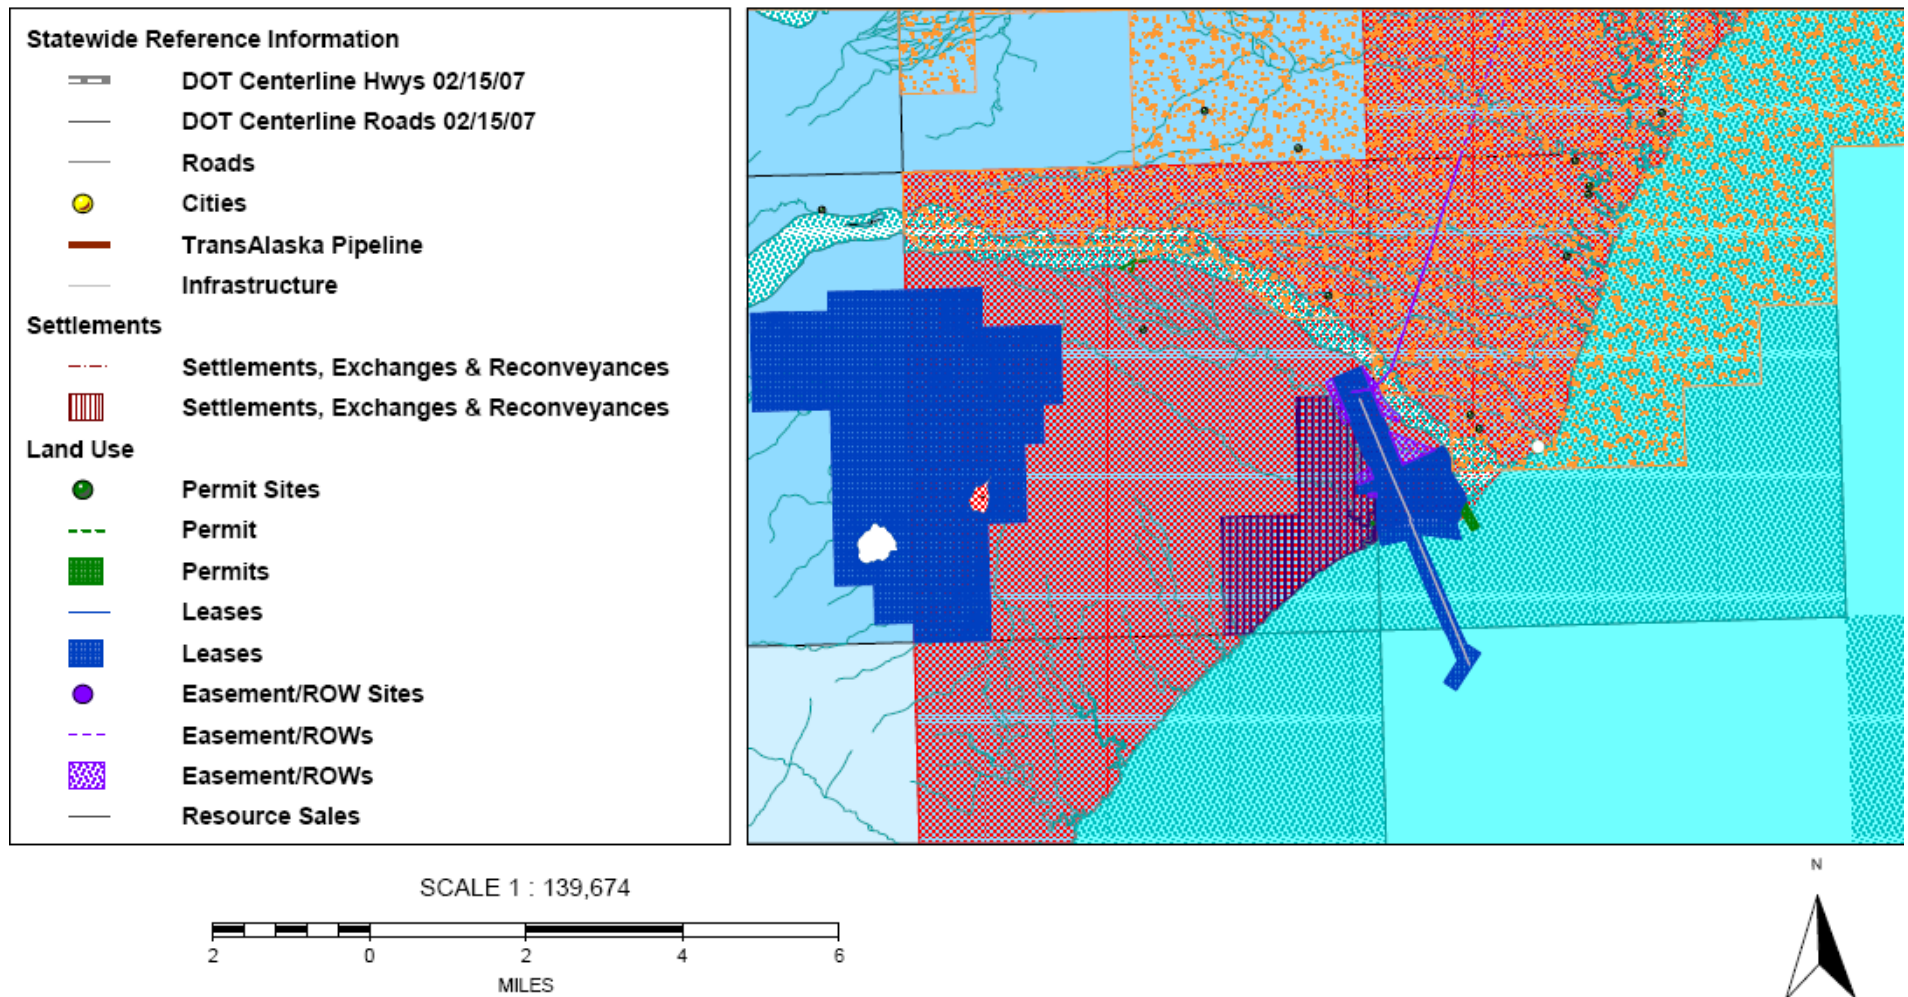 Statewide Reference Information
DOT Centerline Hwys 02/15/07
DOT Centerline Roads 02/15/07
Roads
Cities
TransAlaska Pipeline
Infrastructure
Settlements
Settlements, Exchanges & Reconveyances
Settlements, Exchanges & Reconveyances
Land Use
Permit Sites
Permit
Permits
Leases
Leases
Easement/ROW Sites
Easement/ROWs
Easement/ROWs
Resource Sales
SCALE 1 : 139,674
2 0 2 4 6
MILES
N